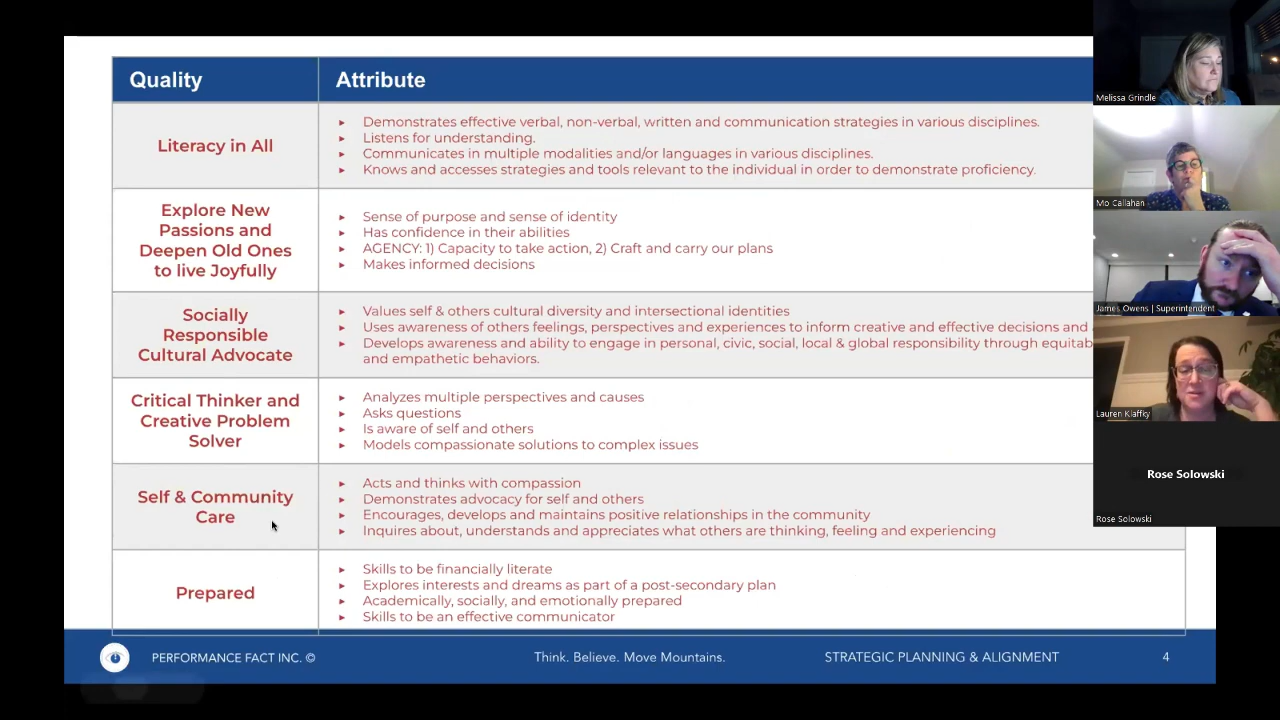 Quality
Attribute
Literacy in All
Demonstrates effective verbal, non-verbal, written and communication strategies in various disciplines.
Listens for understanding.
Communicates in multiple modalities and/or languages in various disciplines.
Knows and accesses strategies and tools relevant to the individual in order to demonstrate proficiency.
Explore New
Passions and
Deepen Old Ones
to live Joyfully
Sense of purpose and sense of identity
Has confidence in their abilities
AGENCY: 1) Capacity to take action, 2) Craft and carry our plans
Makes informed decisions
Socially
Responsible
Cultural Advocate
Values self & others cultural diversity and intersectional identities
Uses awareness of others feelings, perspectives and experiences to inform creative and effective decisions and
Develops awareness and ability to engage in personal, civic, social, local & global responsibility through equitab
and empathetic behaviors.
Critical Thinker and
Creative Problem
Solver
Analyzes multiple perspectives and causes
Asks questions
Is aware of self and others
Models compassionate solutions to complex issues
Self & Community
Care
Acts and thinks with compassion
Demonstrates advocacy for self and others
Encourages, develops and maintains positive relationships in the community
Inquires about, understands and appreciates what others are thinking, feeling and experiencing
Prepared
Skills to be financially literate
Explores interests and dreams as part of a post-secondary plan
Academically, socially, and emotionally prepared
Skills to be an effective communicator
PERFORMANCE FACT INC. ©
Think. Believe. Move Mountains.
STRATEGIC PLANNING & ALIGNMENT
4
Melissa Grindle
Mo Callahan
James Owens | Superintendent
Lauren Klaffky
Rose Solowski
Rose Solowski